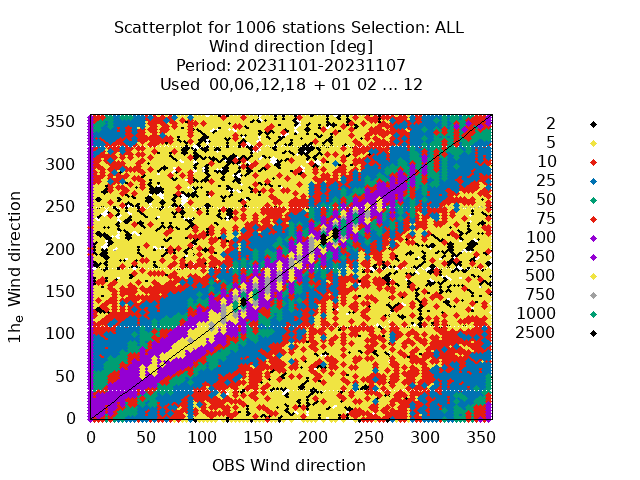 Scatterplot for 1006 stations Selection: ALL
Wind direction [deg]
Period: 20231101-20231107
Used 00,06,12,18 + 01 02 ... 12
350
300
250
200
150
100
50
0
1hₑ Wind direction
0 50 100 150 200 250 300 350
OBS Wind direction
2
5
10
25
50
75
100
250
500
750
1000
2500